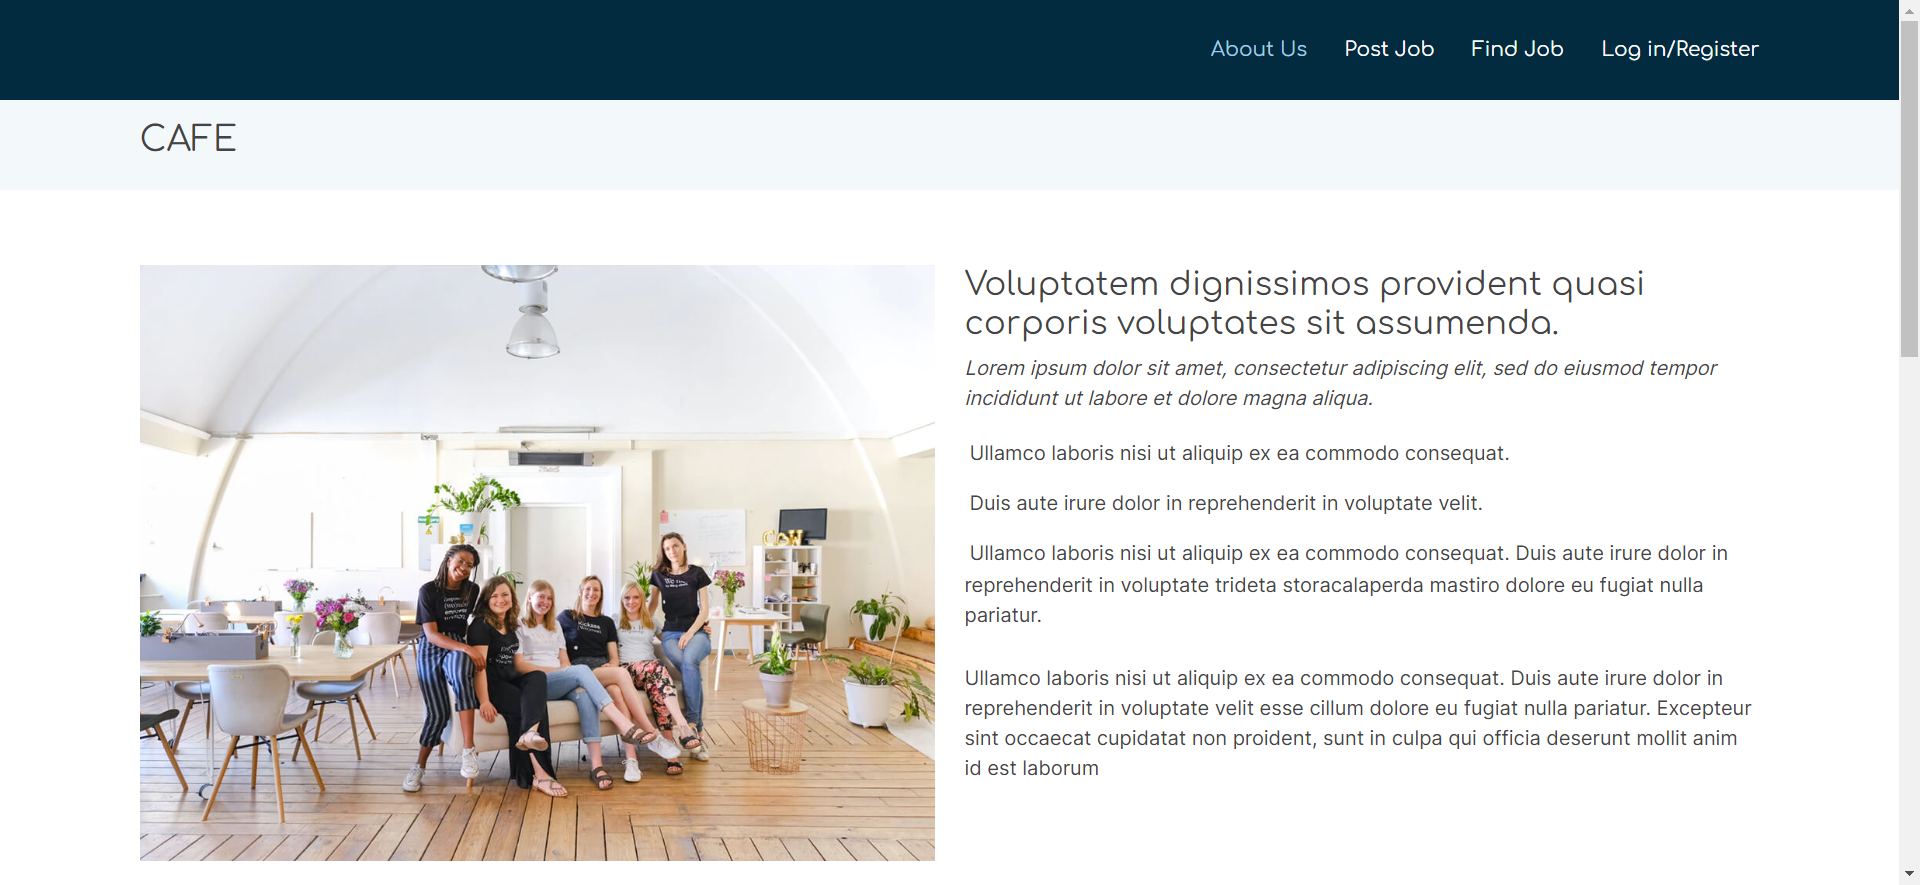 About Us Post Job Find Job Log in/Register
CAFE
Voluptatem dignissimos provident quasi
corporis voluptates sit assumenda.
Lorem ipsum dolor sit amet, consectetur adipiscing elit, sed do eiusmod tempor
incididunt ut labore et dolore magna aliqua.
Ullamco laboris nisi ut aliquip ex ea commodo consequat.
Duis aute irure dolor in reprehenderit in voluptate velit.
Ullamco laboris nisi ut aliquip ex ea commodo consequat. Duis aute irure dolor in
reprehenderit in voluptate trideta storacalaperda mastiro dolore eu fugiat nulla
pariatur.
Ullamco laboris nisi ut aliquip ex ea commodo consequat. Duis aute irure dolor in
reprehenderit in voluptate velit esse cillum dolore eu fugiat nulla pariatur. Excepteur
sint occaecat cupidatat non proident, sunt in culpa qui officia deserunt mollit anim
id est laborum